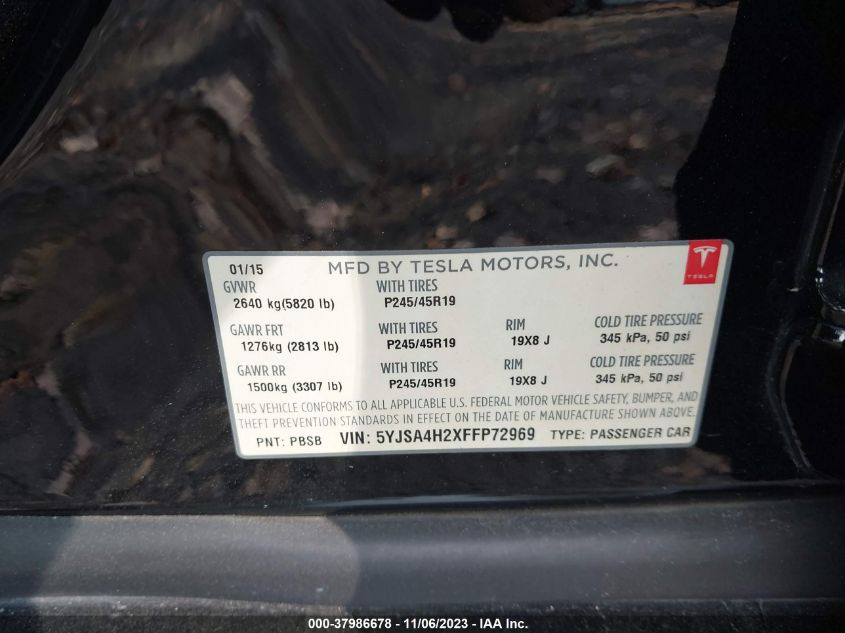 01/15 MFD BY TESLA MOTORS, INC.
TESLA
GVWR WITH TIRES
2640 kg(5820 lb) P245/45R19
GAWR FRT WITH TIRES RIM COLD TIRE PRESSURE
1276kg (2813 lb) P245/45R19 19X8 J 345 kPa, 50 psi
GAWR RR WITH TIRES RIM COLD TIRE PRESSURE
1500kg (3307 lb) P245/45R19 19X8 J 345 kPa, 50 psi
THIS VEHICLE CONFORMS TO ALL APPLICABLE U.S. FEDERAL MOTOR VEHICLE SAFETY, BUMPER, AND
THEFT PREVENTION STANDARDS IN EFFECT ON THE DATE OF MANUFACTURE SHOWN ABOVE.
PNT: PBSB VIN: 5YJSA4H2XFFP72969 TYPE: PASSENGER CAR
000-37986678 - 11/06/2023 - IAA Inc.